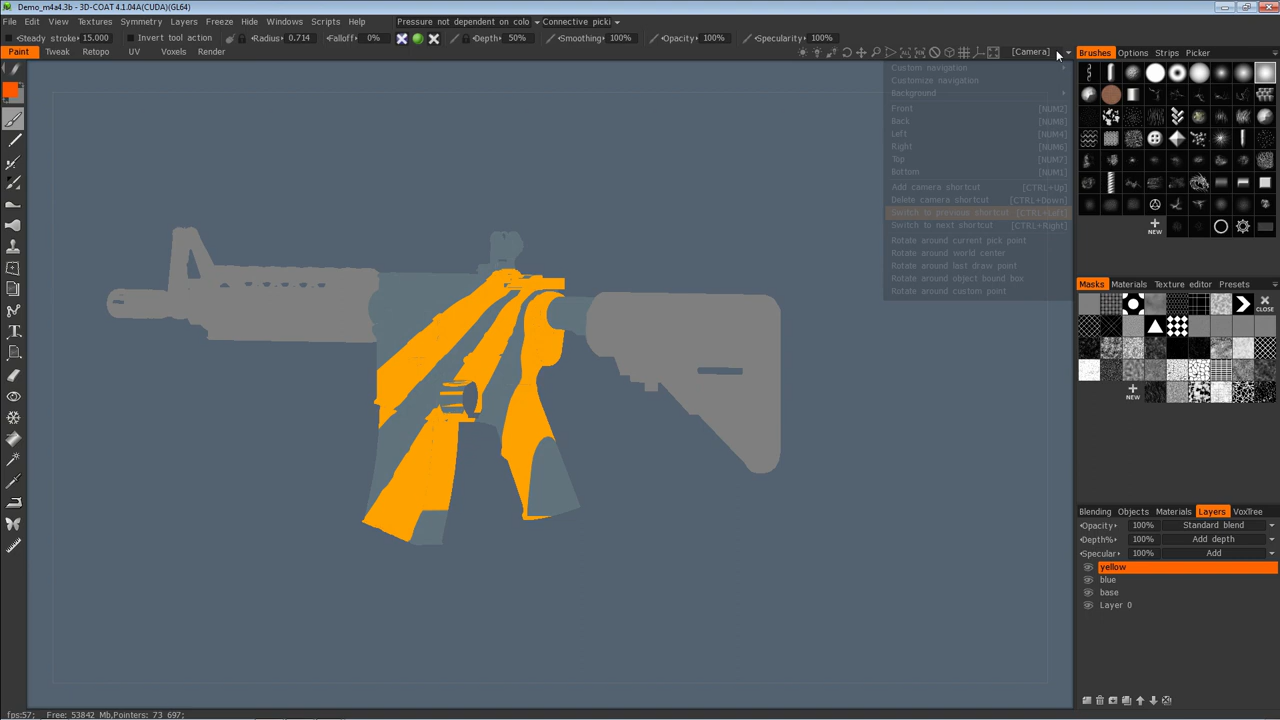 Demo_m4a4.3b - 3D-COAT 4.1.04A(CUDA)(GL64)
File Edit View Textures Symmetry Layers Freeze Hide Windows Scripts Help Pressure not dependent on colo Connective picki
Steady stroke 15.000 Invert tool action Radius 0.714 Falloff 0% Depth 50% Smoothing 100% Opacity 100% Specularity 100%
Paint Tweak Retopo UV Voxels Render [Camera]
Brushes Options Strips Picker
Custom navigation
Customize navigation
Background
Front [NUM2]
Back [NUM8]
Left [NUM4]
Right [NUM6]
Top [NUM7]
Bottom [NUM1]
Add camera shortcut [CTRL+Up]
Delete camera shortcut [CTRL+Down]
Switch to previous shortcut [CTRL+Left]
Switch to next shortcut [CTRL+Right]
Rotate around current pick point
Rotate around world center
Rotate around last draw point
Rotate around object bound box
Rotate around custom point
NEW
Masks Materials Texture editor Presets
CLOSE
NEW
Blending Objects Materials Layers VoxTree
Opacity 100% Standard blend
Depth% 100% Add depth
Specular 100% Add
yellow
blue
base
Layer 0
fps:57; Free: 53842 Mb,Pointers: 73 697;